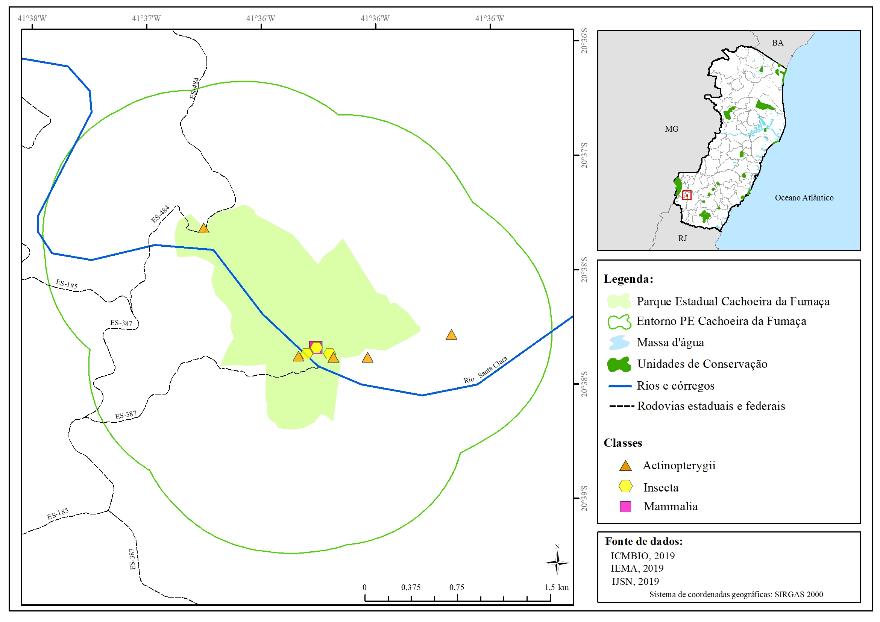 41°38'W 41°37'W 41°36'W 41°36'W 41°36'W
20°36'S
20°37'S
20°38'S
20°38'S
20°39'S
ES-484
ES-484
ES-185
ES-387
ES-387
ES-185
ES-387
Rio Santa Clara
N
0 0.375 0.75 1.5 km
BA
MG
Oceano Atlântico
RJ
Legenda:
Parque Estadual Cachoeira da Fumaça
Entorno PE Cachoeira da Fumaça
Massa d'água
Unidades de Conservação
Rios e córregos
Rodovias estaduais e federais
Classes
Actinopterygii
Insecta
Mammalia
Fonte de dados:
ICMBIO, 2019
IEMA, 2019
IJSN, 2019
Sistema de coordenadas geográficas: SIRGAS 2000